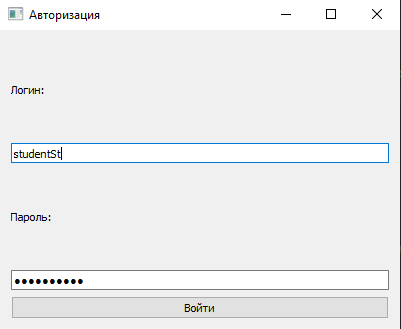 Авторизация
Логин:
studentSt
Пароль:
●●●●●●●●●●
Войти